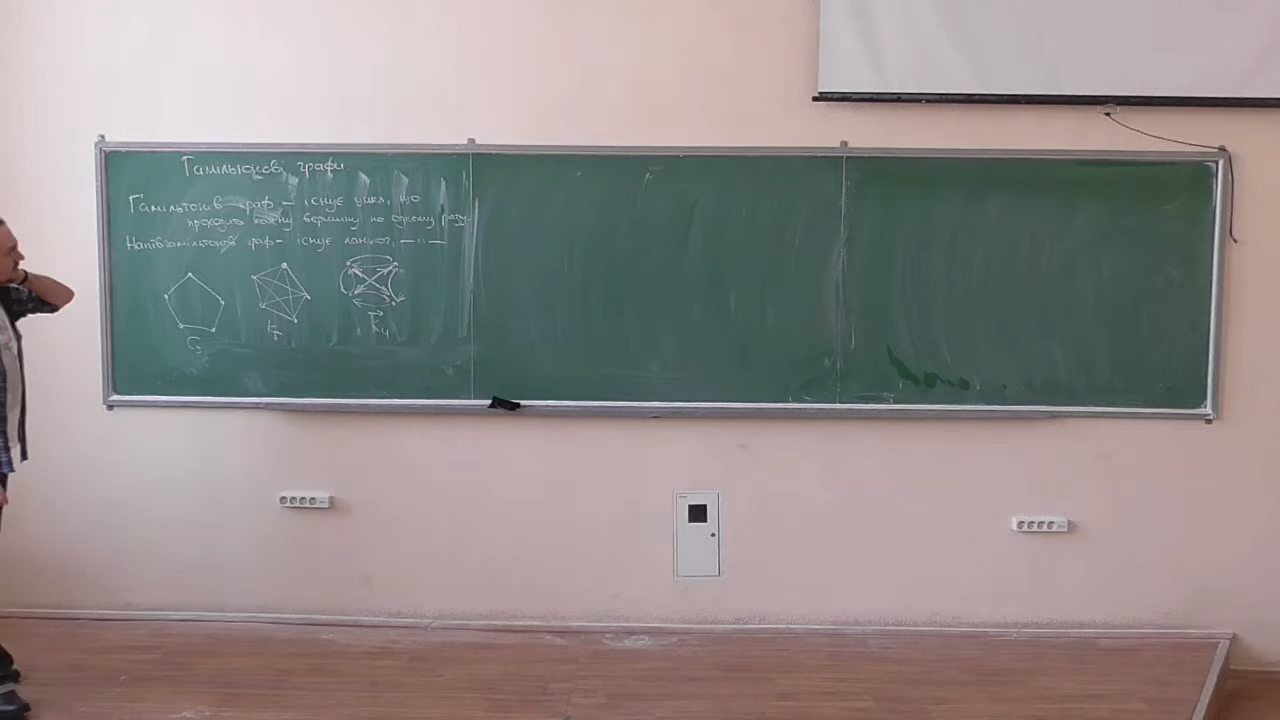 Гамільтонові графи
Гамільтонів граф – існує цикл, що
проходить кожну вершину по одному разу.
Напівгамільтонів граф – існує ланцюг, —"—
C₅ K₅ K⃗₄